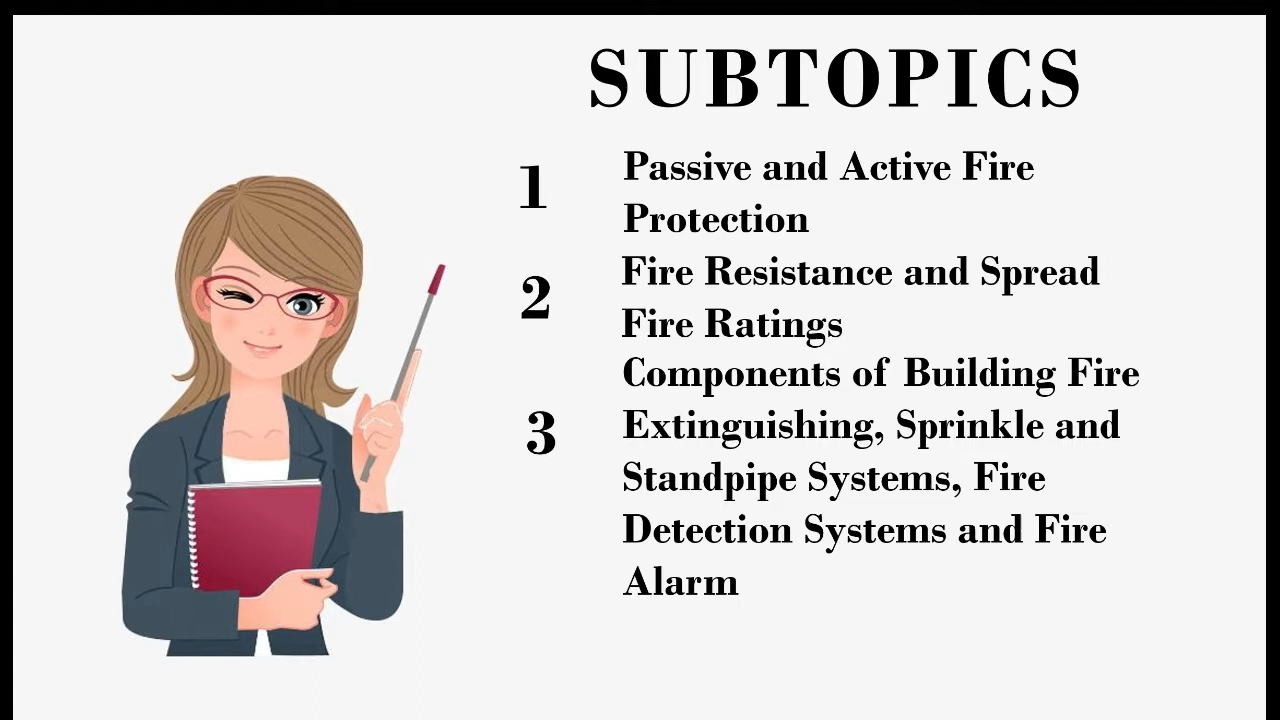 SUBTOPICS
1
Passive and Active Fire
Protection
2
Fire Resistance and Spread
Fire Ratings
3
Components of Building Fire
Extinguishing, Sprinkle and
Standpipe Systems, Fire
Detection Systems and Fire
Alarm